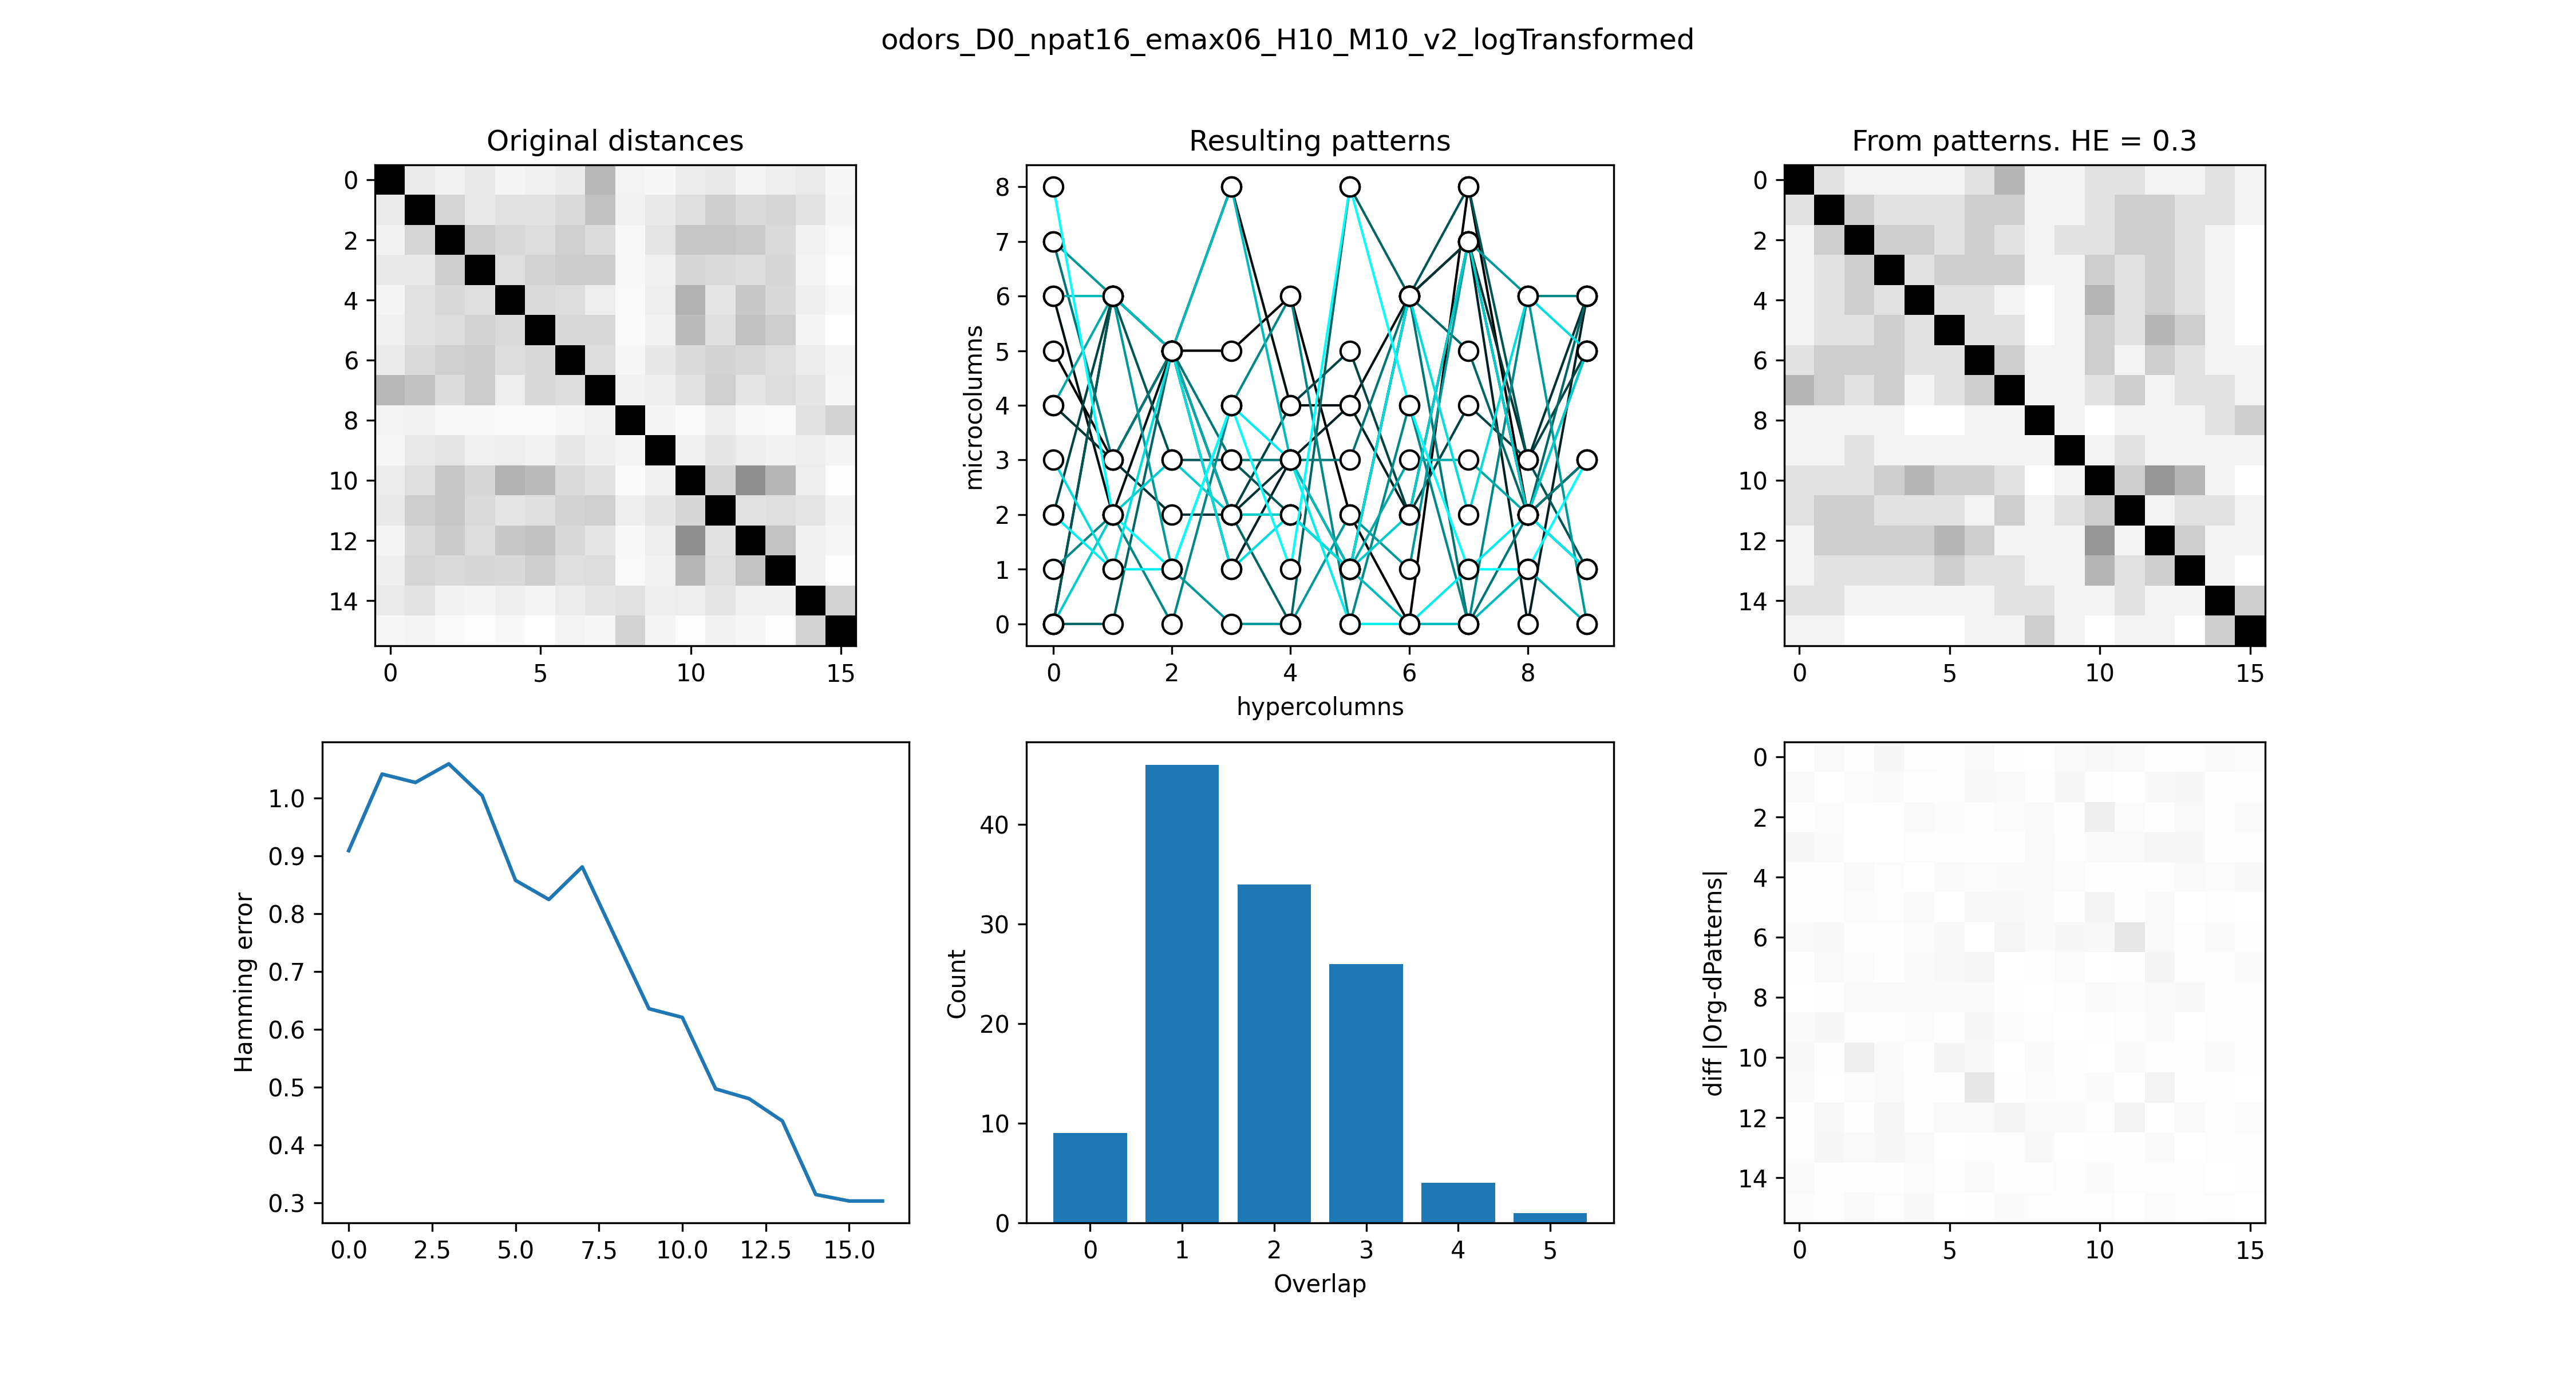 odors_D0_npat16_emax06_H10_M10_v2_logTransformed
Original distances
0
2
4
6
8
10
12
14
0 5 10 15
Resulting patterns
microcolumns
8
7
6
5
4
3
2
1
0
0 2 4 6 8
hypercolumns
From patterns. HE = 0.3
0
2
4
6
8
10
12
14
0 5 10 15
Hamming error
1.0
0.9
0.8
0.7
0.6
0.5
0.4
0.3
0.0 2.5 5.0 7.5 10.0 12.5 15.0
Count
40
30
20
10
0
0 1 2 3 4 5
Overlap
diff |Org-dPatterns|
0
2
4
6
8
10
12
14
0 5 10 15